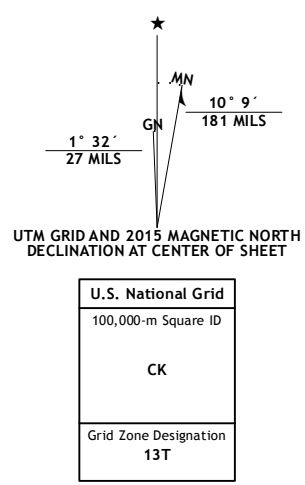 MN
GN
10° 9´
181 MILS
1° 32´
27 MILS
UTM GRID AND 2015 MAGNETIC NORTH
DECLINATION AT CENTER OF SHEET
U.S. National Grid
100,000-m Square ID
CK
Grid Zone Designation
13T